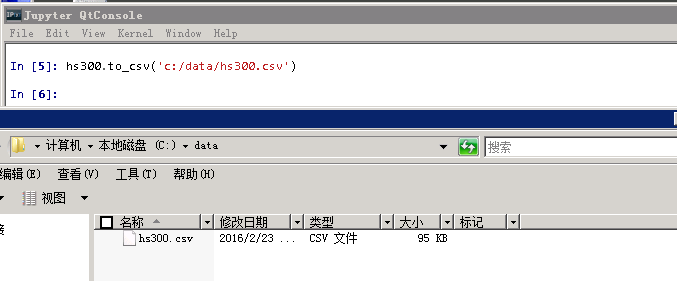 IPy Jupyter QtConsole
File Edit View Kernel Window Help
In [5]: hs300.to_csv('c:/data/hs300.csv')
In [6]:
计算机 本地磁盘 (C:) data 搜索
编辑(E) 查看(V) 工具(T) 帮助(H)
视图
名称 修改日期 类型 大小 标记
hs300.csv 2016/2/23 ... CSV 文件 95 KB